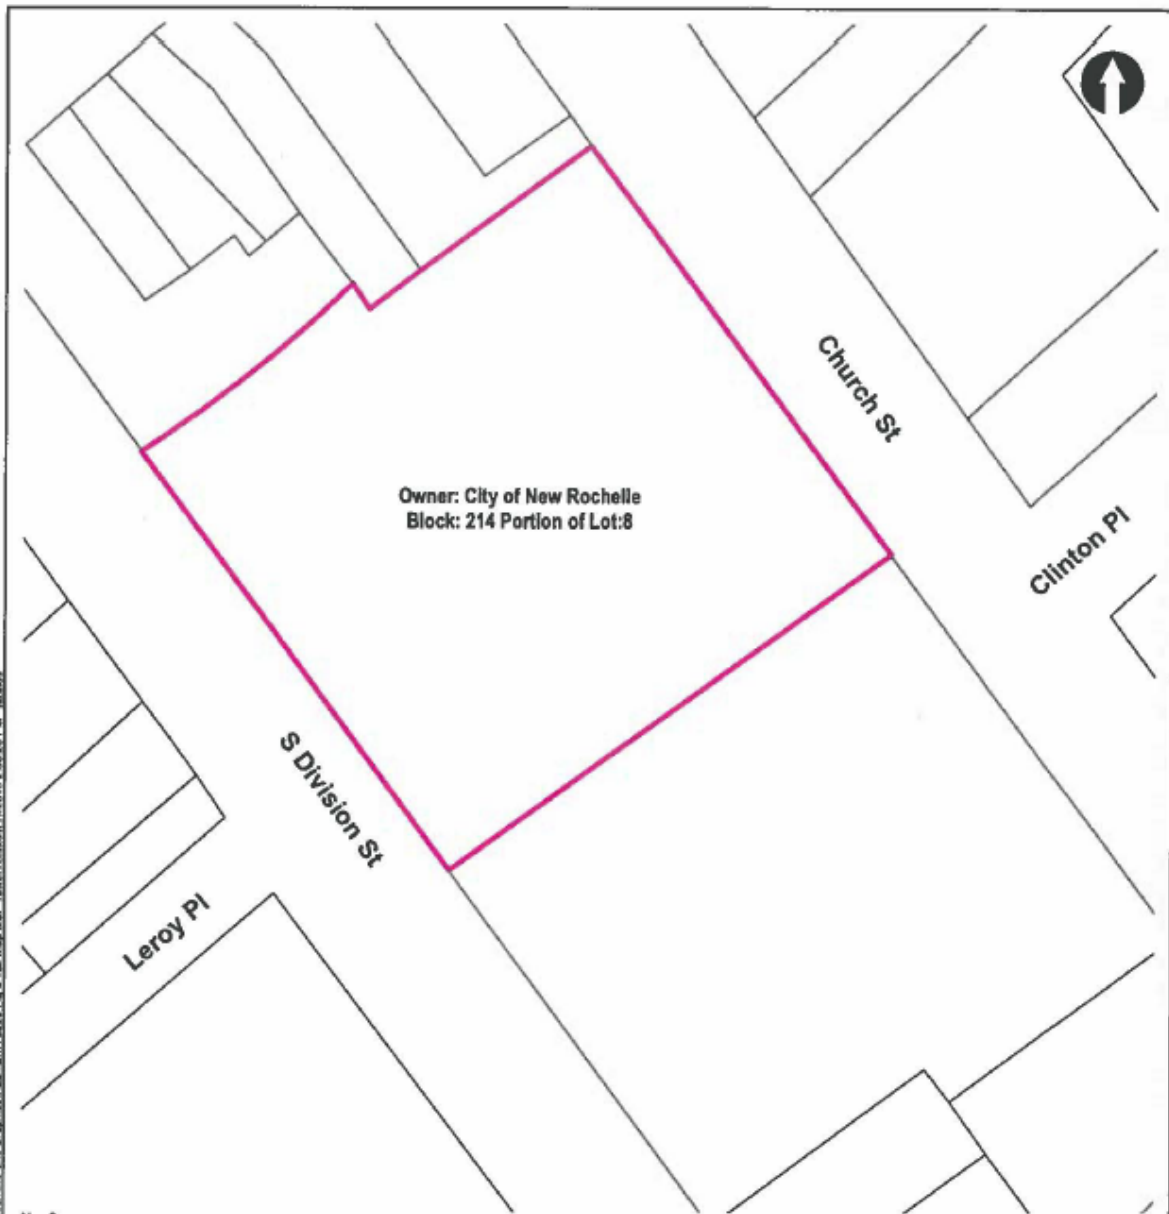 Church St
Owner: City of New Rochelle
Block: 214 Portion of Lot:8
Clinton Pl
S Division St
Leroy Pl